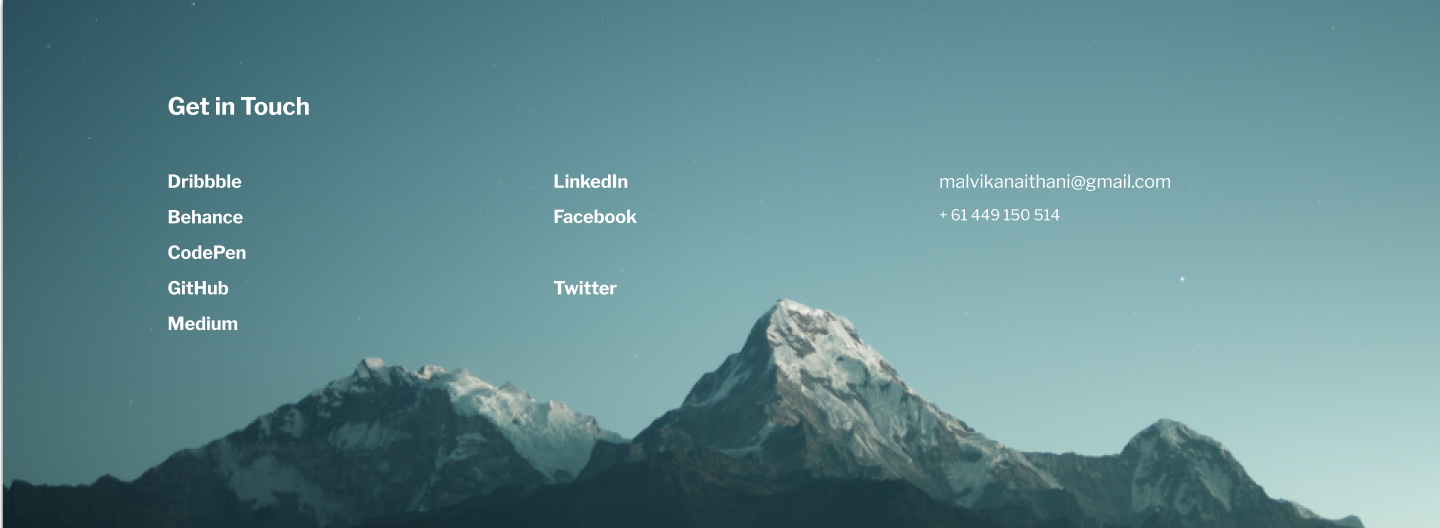 Get in Touch
Dribbble
Behance
CodePen
GitHub
Medium
LinkedIn
Facebook
Twitter
malvikanaithani@gmail.com
+ 61 449 150 514